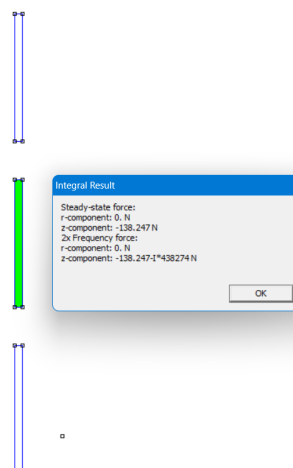 Integral Result
Steady-state force:
r-component: 0. N
z-component: -138.247 N
2x Frequency force:
r-component: 0. N
z-component: -138.247-I*438274 N
OK